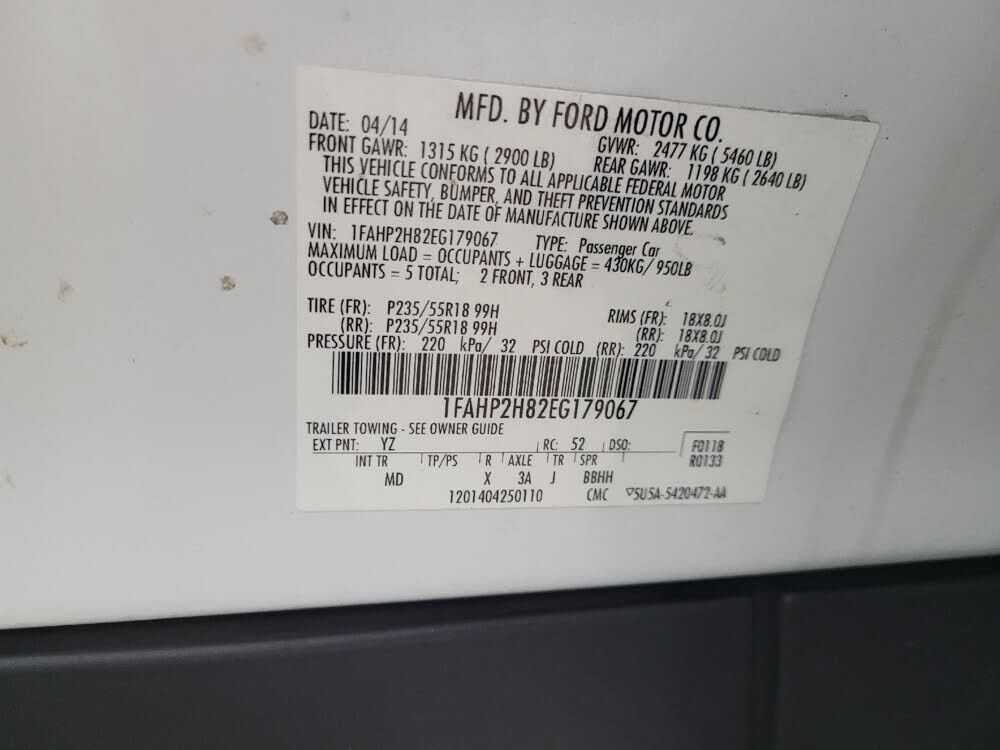 MFD. BY FORD MOTOR CO.
DATE: 04/14 GVWR: 2477 KG ( 5460 LB)
FRONT GAWR: 1315 KG ( 2900 LB) REAR GAWR: 1198 KG ( 2640 LB)
THIS VEHICLE CONFORMS TO ALL APPLICABLE FEDERAL MOTOR
VEHICLE SAFETY, BUMPER, AND THEFT PREVENTION STANDARDS
IN EFFECT ON THE DATE OF MANUFACTURE SHOWN ABOVE.
VIN: 1FAHP2H82EG179067 TYPE: Passenger Car
MAXIMUM LOAD = OCCUPANTS + LUGGAGE = 430KG/ 950LB
OCCUPANTS = 5 TOTAL; 2 FRONT, 3 REAR
TIRE (FR): P235/55R18 99H RIMS (FR): 18X8.0J
(RR): P235/55R18 99H (RR): 18X8.0J
PRESSURE (FR): 220 kPa/ 32 PSI COLD (RR): 220 kPa/ 32 PSI COLD
1FAHP2H82EG179067
TRAILER TOWING - SEE OWNER GUIDE
EXT PNT: YZ RC: 52 DSO: F0118
INT TR TP/PS R AXLE TR SPR R0133
MD X 3A J BBHH
1201404250110 CMC ▽5U5A-5420472-AA